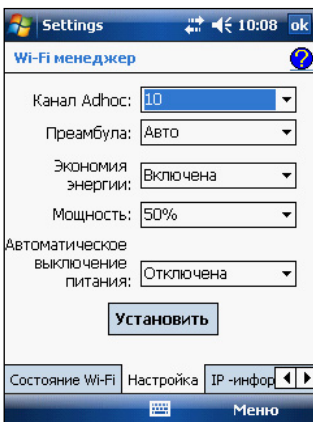 Settings 10:08 ok
Wi-Fi менеджер
Канал Adhoc: 10
Преамбула: Авто
Экономия
энергии: Включена
Мощность: 50%
Автоматическое
выключение
питания: Отключена
Установить
Состояние Wi-Fi Настройка IP -инфор
Меню